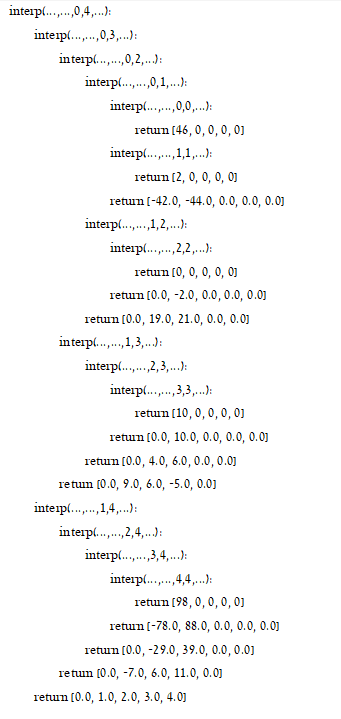 interp(...,...,0,4,...):
interp(...,...,0,3,...):
interp(...,...,0,2,...):
interp(...,...,0,1,...):
interp(...,...,0,0,...):
return [46, 0, 0, 0, 0]
interp(...,...,1,1,...):
return [2, 0, 0, 0, 0]
return [-42.0, -44.0, 0.0, 0.0, 0.0]
interp(...,...,1,2,...):
interp(...,...,2,2,...):
return [0, 0, 0, 0, 0]
return [0.0, -2.0, 0.0, 0.0, 0.0]
return [0.0, 19.0, 21.0, 0.0, 0.0]
interp(...,...,1,3,...):
interp(...,...,2,3,...):
interp(...,...,3,3,...):
return [10, 0, 0, 0, 0]
return [0.0, 10.0, 0.0, 0.0, 0.0]
return [0.0, 4.0, 6.0, 0.0, 0.0]
return [0.0, 9.0, 6.0, -5.0, 0.0]
interp(...,...,1,4,...):
interp(...,...,2,4,...):
interp(...,...,3,4,...):
interp(...,...,4,4,...):
return [98, 0, 0, 0, 0]
return [-78.0, 88.0, 0.0, 0.0, 0.0]
return [0.0, -29.0, 39.0, 0.0, 0.0]
return [0.0, -7.0, 6.0, 11.0, 0.0]
return [0.0, 1.0, 2.0, 3.0, 4.0]